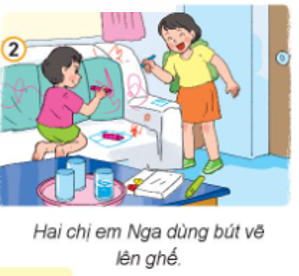 2
Hai chị em Nga dùng bút vẽ
lên ghế.